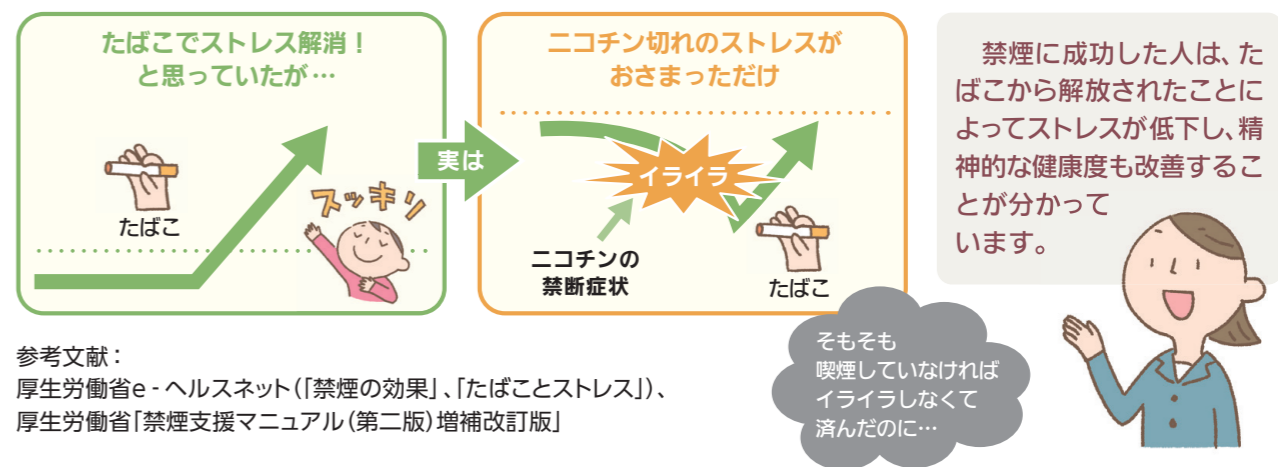 たばこでストレス解消！
と思っていたが…
たばこ
スッキリ
実は
ニコチン切れのストレスが
おさまっただけ
イライラ
ニコチンの
禁断症状
たばこ
そもそも
喫煙していなければ
イライラしなくて
済んだのに…
禁煙に成功した人は、た
ばこから解放されたことに
よってストレスが低下し、精
神的な健康度も改善するこ
とが分かって
います。
参考文献：
厚生労働省e-ヘルスネット（「禁煙の効果」、「たばことストレス」）、
厚生労働省「禁煙支援マニュアル（第二版）増補改訂版」